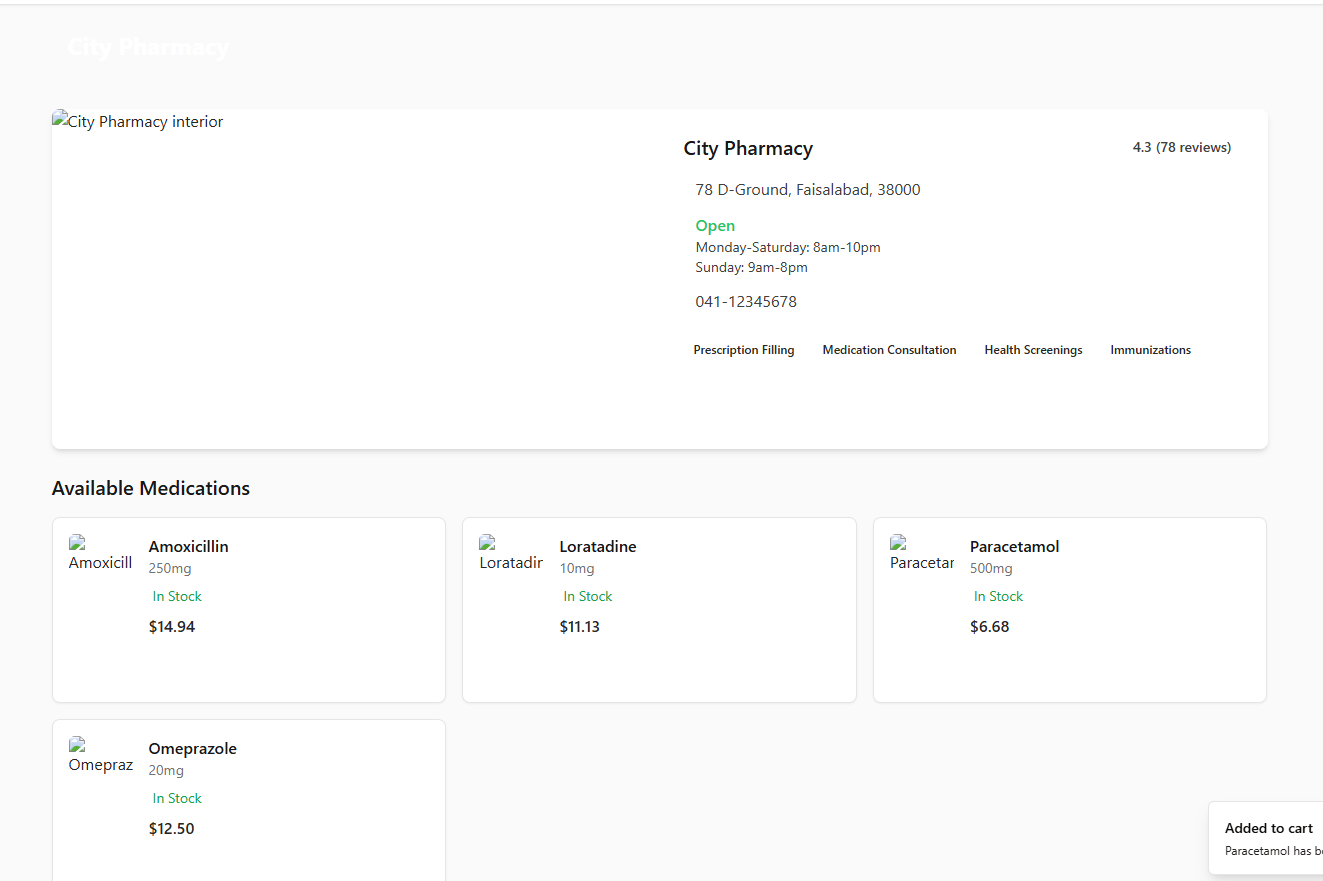 City Pharmacy
City Pharmacy interior
City Pharmacy
4.3 (78 reviews)
78 D-Ground, Faisalabad, 38000
Open
Monday-Saturday: 8am-10pm
Sunday: 9am-8pm
041-12345678
Prescription Filling Medication Consultation Health Screenings Immunizations
Available Medications
Amoxicill
Amoxicillin
250mg
In Stock
$14.94
Loratadir
Loratadine
10mg
In Stock
$11.13
Paracetar
Paracetamol
500mg
In Stock
$6.68
Omepraz
Omeprazole
20mg
In Stock
$12.50
Added to cart
Paracetamol has